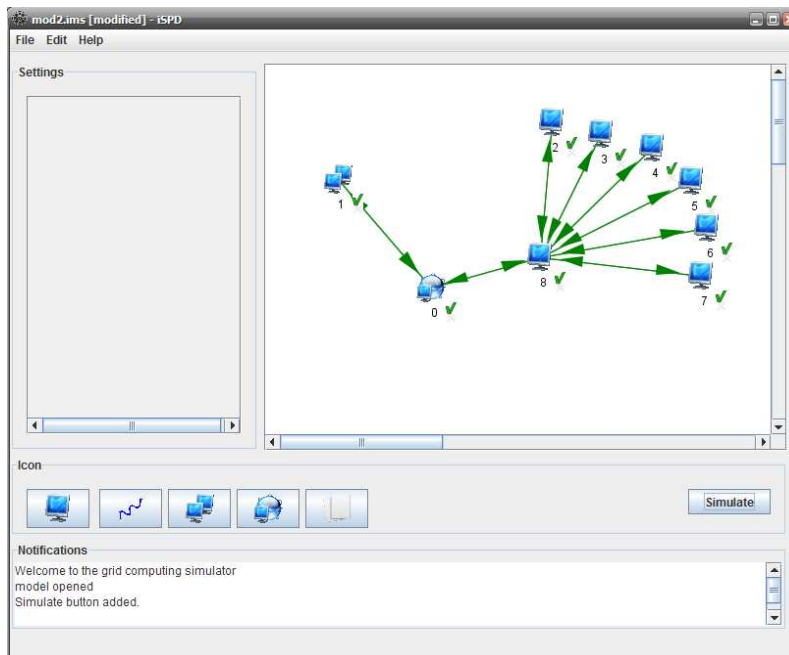 mod2.ims [modified] - iSPD
File Edit Help
Settings
2
3
4
1
5
6
8
7
0
Icon
Simulate
Notifications
Welcome to the grid computing simulator
model opened
Simulate button added.